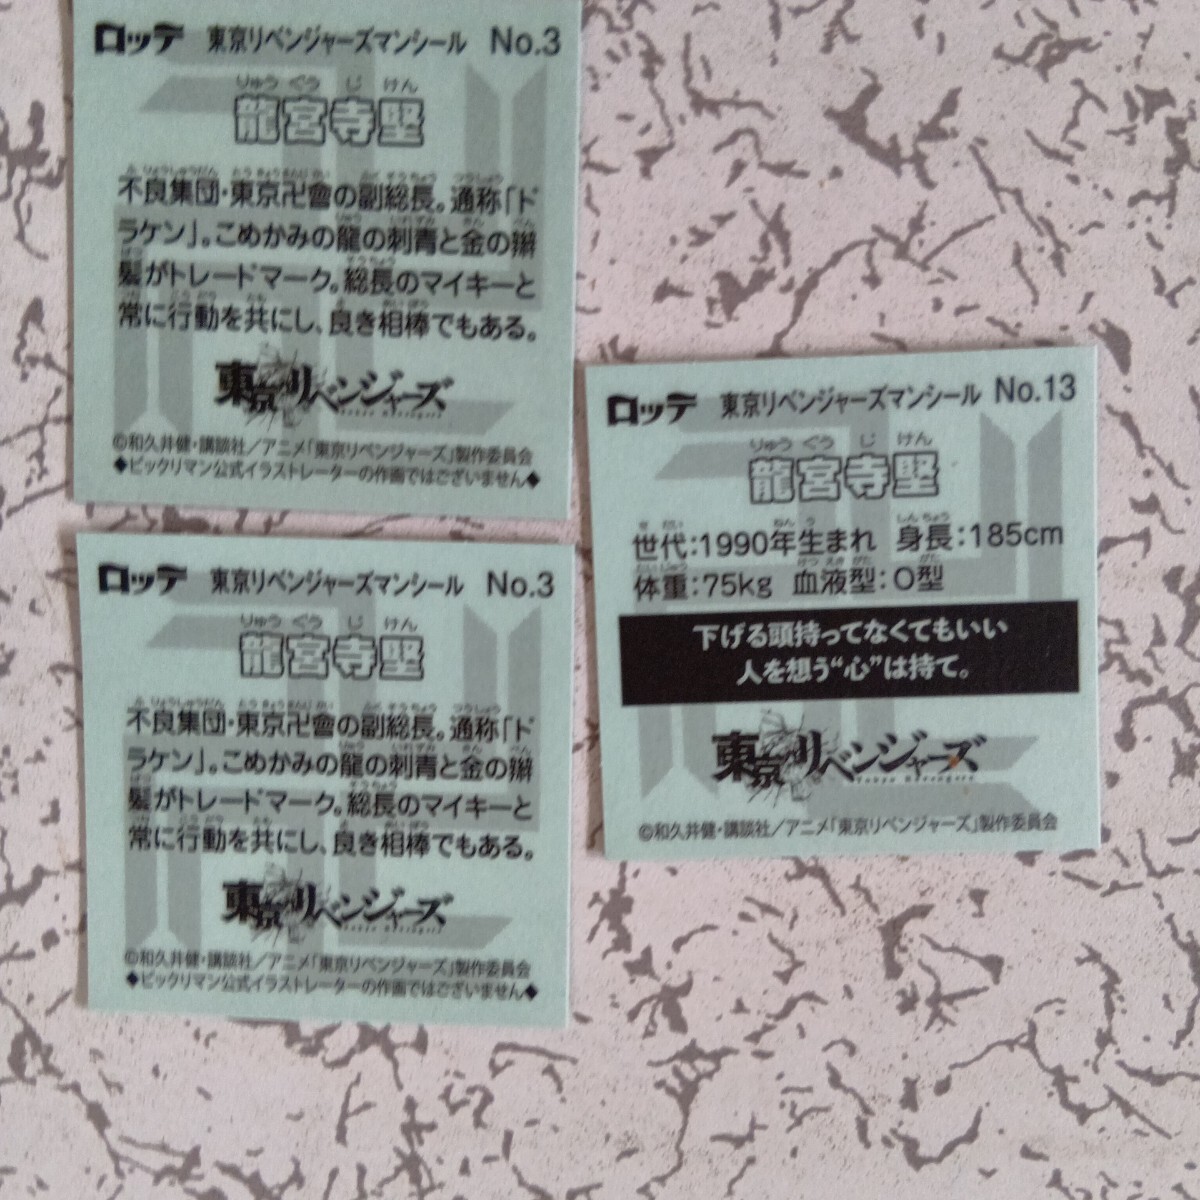 ロッテ 東京リベンジャーズマンシール No.3
りゅう ぐう じ けん
龍宮寺堅
不良集団・東京卍會の副総長。通称「ド
ラケン」。こめかみの龍の刺青と金の辮
髪がトレードマーク。総長のマイキーと
常に行動を共にし、良き相棒でもある。
東京リベンジャーズ
©和久井健・講談社／アニメ「東京リベンジャーズ」製作委員会
◆ビックリマン公式イラストレーターの作画ではございません◆
ロッテ 東京リベンジャーズマンシール No.3
りゅう ぐう じ けん
龍宮寺堅
不良集団・東京卍會の副総長。通称「ド
ラケン」。こめかみの龍の刺青と金の辮
髪がトレードマーク。総長のマイキーと
常に行動を共にし、良き相棒でもある。
東京リベンジャーズ
©和久井健・講談社／アニメ「東京リベンジャーズ」製作委員会
◆ビックリマン公式イラストレーターの作画ではございません◆
ロッテ 東京リベンジャーズマンシール No.13
りゅう ぐう じ けん
龍宮寺堅
世代：1990年生まれ 身長：185cm
体重：75kg 血液型：O型
下げる頭持ってなくてもいい
人を想う“心”は持て。
東京リベンジャーズ
Tokyo Revengers
©和久井健・講談社／アニメ「東京リベンジャーズ」製作委員会